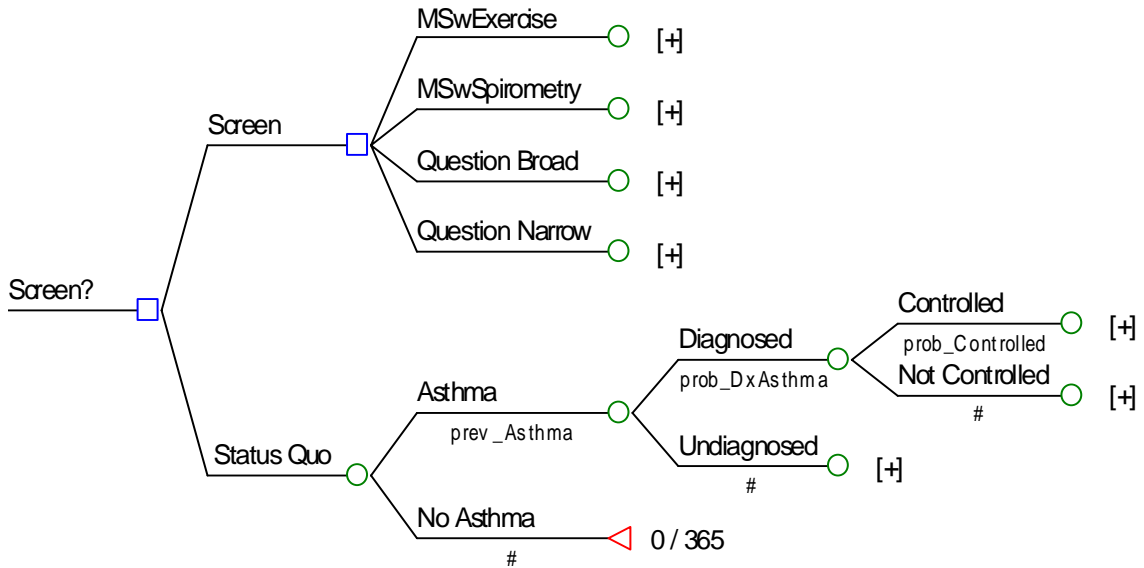 MSwExercise
[+]
MSwSpirometry
[+]
Screen
Question Broad
[+]
Question Narrow
[+]
Screen?
Controlled
[+]
prob_Controlled
Diagnosed
prob_DxAsthma
Not Controlled
[+]
#
Asthma
prev_Asthma
Undiagnosed
[+]
#
Status Quo
No Asthma
0 / 365
#